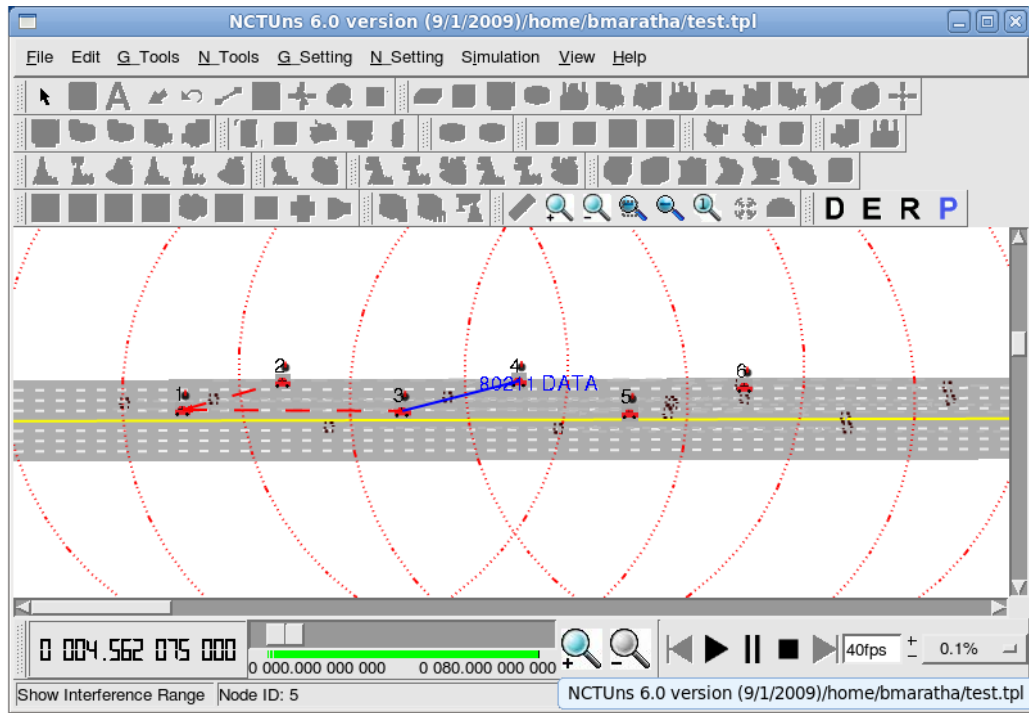 NCTUns 6.0 version (9/1/2009)/home/bmaratha/test.tpl
File Edit G_Tools N_Tools G_Setting N_Setting Simulation View Help
A
1
D E R P
2
4
6
1
3
80211 DATA
5
0 004.562 075 000
0 000.000 000 000 0 080.000 000 000
+
-
40fps
+
-
0.1%
Show Interference Range Node ID: 5
NCTUns 6.0 version (9/1/2009)/home/bmaratha/test.tpl